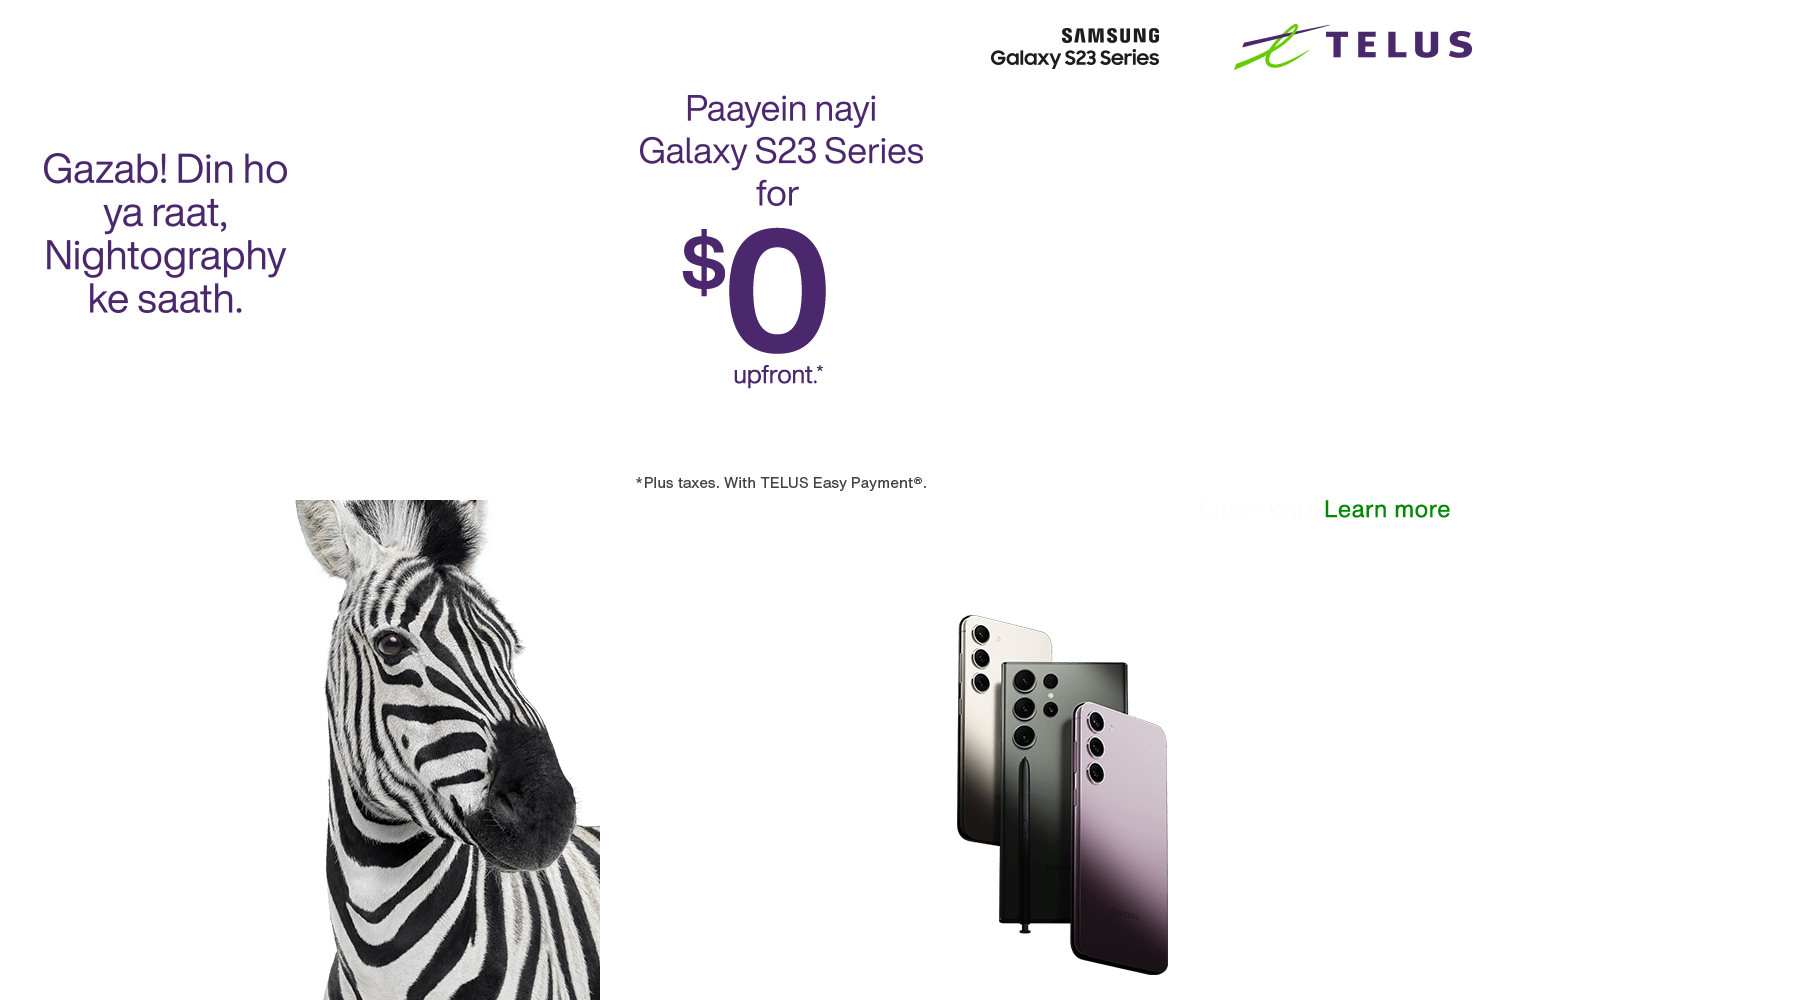 SAMSUNG
Galaxy S23 Series
TELUS
Gazab! Din ho
ya raat,
Nightography
ke saath.
Paayein nayi
Galaxy S23 Series
for
$0
upfront.*
*Plus taxes. With TELUS Easy Payment®.
Learn more